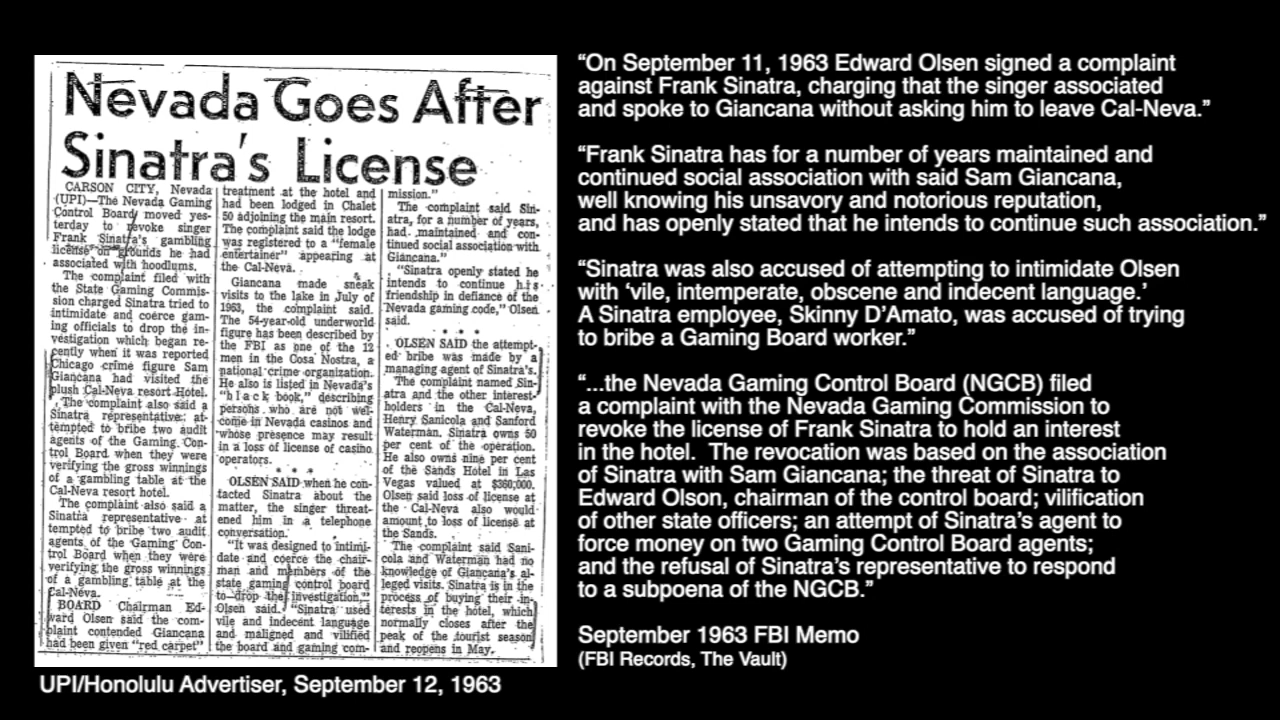 Nevada Goes After
Sinatra's License
CARSON CITY, Nevada
(UPI)—The Nevada Gaming
Control Board moved yes-
terday to revoke singer
Frank Sinatra's gambling
license on grounds he had
associated with hoodlums.
The complaint filed with
the State Gaming Commis-
sion charged Sinatra tried to
intimidate and coerce gam-
ing officials to drop the in-
vestigation which began re-
cently when it was reported
Chicago crime figure Sam
Giancana had visited the
plush Cal-Neva resort Hotel.
The complaint also said a
Sinatra representative at-
tempted to bribe two audit
agents of the Gaming Con-
trol Board when they were
verifying the gross winnings
of a gambling table at the
Cal-Neva resort hotel.
The complaint also said a
Sinatra representative at-
tempted to bribe two audit
agents of the Gaming Con-
trol Board when they were
verifying the gross winnings
of a gambling table at the
Cal-Neva.
BOARD Chairman Ed-
ward Olsen said the com-
plaint contended Giancana
had been given "red carpet"
treatment at the hotel and
had been lodged in Chalet
50 adjoining the main resort.
The complaint said the lodge
was registered to a "female
entertainer" appearing at
the Cal-Neva.
Giancana made sneak
visits to the lake in July of
1963, the complaint said.
The 54-year-old underworld
figure has been described by
the FBI as one of the 12
men in the Cosa Nostra, a
national crime organization.
He also is listed in Nevada's
"black book," describing
persons who are not wel-
come in Nevada casinos and
"whose presence may result
in a loss of license of casino
operators.
* * *
OLSEN SAID when he con-
tacted Sinatra about the
matter, the singer threat-
ened him in a telephone
conversation.
"It was designed to intimi-
date and coerce the chair-
man and members of the
state gaming control board
to drop the investigation,"
Olsen said. "Sinatra used
vile and indecent language
and maligned and vilified
the board and gaming com-
mission."
The complaint said Sin-
atra, for a number of years,
had maintained and con-
tinued social association with
Giancana."
"Sinatra openly stated he
intends to continue his
friendship in defiance of the
Nevada gaming code," Olsen
said.
* * *
OLSEN SAID the attempt-
ed bribe was made by a
managing agent of Sinatra's.
The complaint named Sin-
atra and the other interest-
holders in the Cal-Neva,
Henry Sanicola and Sanford
Waterman. Sinatra owns 50
per cent of the operation.
He also owns nine per cent
of the Sands Hotel in Las
Vegas valued at $360,000.
Olsen said loss of license at
the Cal-Neva also would
amount to loss of license at
the Sands.
The complaint said Sani-
cola and Waterman had no
knowledge of Giancana's al-
leged visits. Sinatra is in the
process of buying their in-
terests in the hotel, which
normally closes after the
peak of the tourist season
and reopens in May.
UPI/Honolulu Advertiser, September 12, 1963
“On September 11, 1963 Edward Olsen signed a complaint
against Frank Sinatra, charging that the singer associated
and spoke to Giancana without asking him to leave Cal-Neva.”
“Frank Sinatra has for a number of years maintained and
continued social association with said Sam Giancana,
well knowing his unsavory and notorious reputation,
and has openly stated that he intends to continue such association.”
“Sinatra was also accused of attempting to intimidate Olsen
with ‘vile, intemperate, obscene and indecent language.’
A Sinatra employee, Skinny D’Amato, was accused of trying
to bribe a Gaming Board worker.”
“...the Nevada Gaming Control Board (NGCB) filed
a complaint with the Nevada Gaming Commission to
revoke the license of Frank Sinatra to hold an interest
in the hotel. The revocation was based on the association
of Sinatra with Sam Giancana; the threat of Sinatra to
Edward Olson, chairman of the control board; vilification
of other state officers; an attempt of Sinatra’s agent to
force money on two Gaming Control Board agents;
and the refusal of Sinatra’s representative to respond
to a subpoena of the NGCB.”
September 1963 FBI Memo
(FBI Records, The Vault)